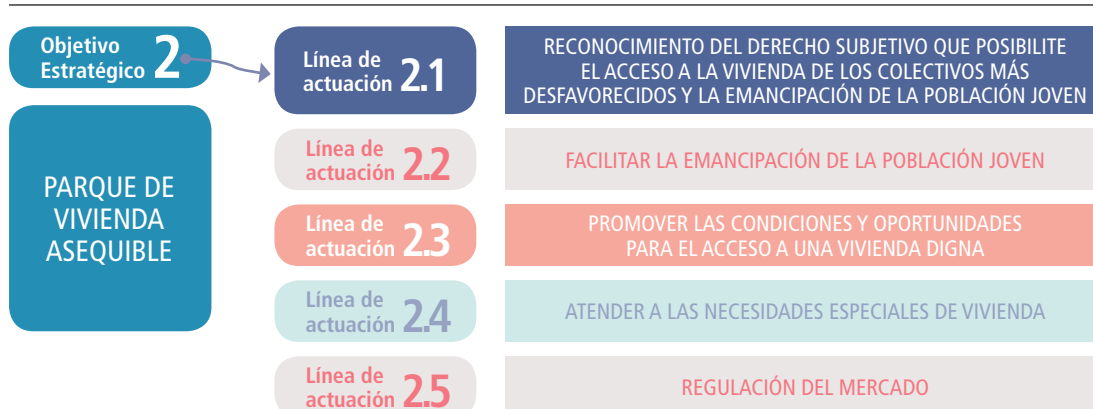 Objetivo
Estratégico 2
PARQUE DE
VIVIENDA
ASEQUIBLE
Línea de
actuación 2.1
RECONOCIMIENTO DEL DERECHO SUBJETIVO QUE POSIBILITE
EL ACCESO A LA VIVIENDA DE LOS COLECTIVOS MÁS
DESFAVORECIDOS Y LA EMANCIPACIÓN DE LA POBLACIÓN JOVEN
Línea de
actuación 2.2
FACILITAR LA EMANCIPACIÓN DE LA POBLACIÓN JOVEN
Línea de
actuación 2.3
PROMOVER LAS CONDICIONES Y OPORTUNIDADES
PARA EL ACCESO A UNA VIVIENDA DIGNA
Línea de
actuación 2.4
ATENDER A LAS NECESIDADES ESPECIALES DE VIVIENDA
Línea de
actuación 2.5
REGULACIÓN DEL MERCADO